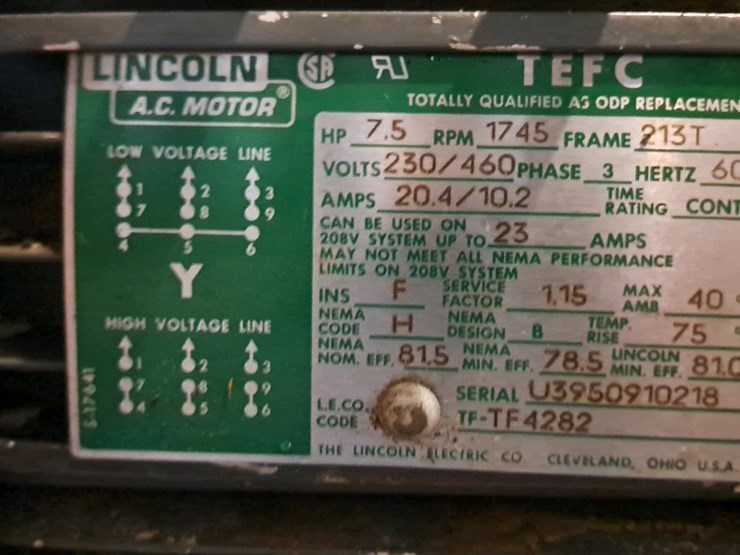 LINCOLN
A.C. MOTOR®
LOW VOLTAGE LINE
1 2 3
7 8 9
4 5 6
Y
HIGH VOLTAGE LINE
1 2 3
7 8 9
4 5 6
S-17641
SA TEFC
TOTALLY QUALIFIED AS ODP REPLACEMEN
HP 7.5 RPM 1745 FRAME 213T
VOLTS 230/460 PHASE 3 HERTZ 60
AMPS 20.4/10.2 TIME RATING CONT
CAN BE USED ON
208V SYSTEM UP TO 23 AMPS
MAY NOT MEET ALL NEMA PERFORMANCE
LIMITS ON 208V SYSTEM
INS F SERVICE FACTOR 1.15 MAX AMB 40 °
NEMA CODE H NEMA DESIGN B TEMP. RISE 75 °
NEMA NOM. EFF. 81.5 NEMA MIN. EFF. 78.5 LINCOLN MIN. EFF. 81.0
SERIAL U3950910218
L.E.CO. CODE TF-TF4282
THE LINCOLN ELECTRIC CO. CLEVELAND, OHIO U.S.A.